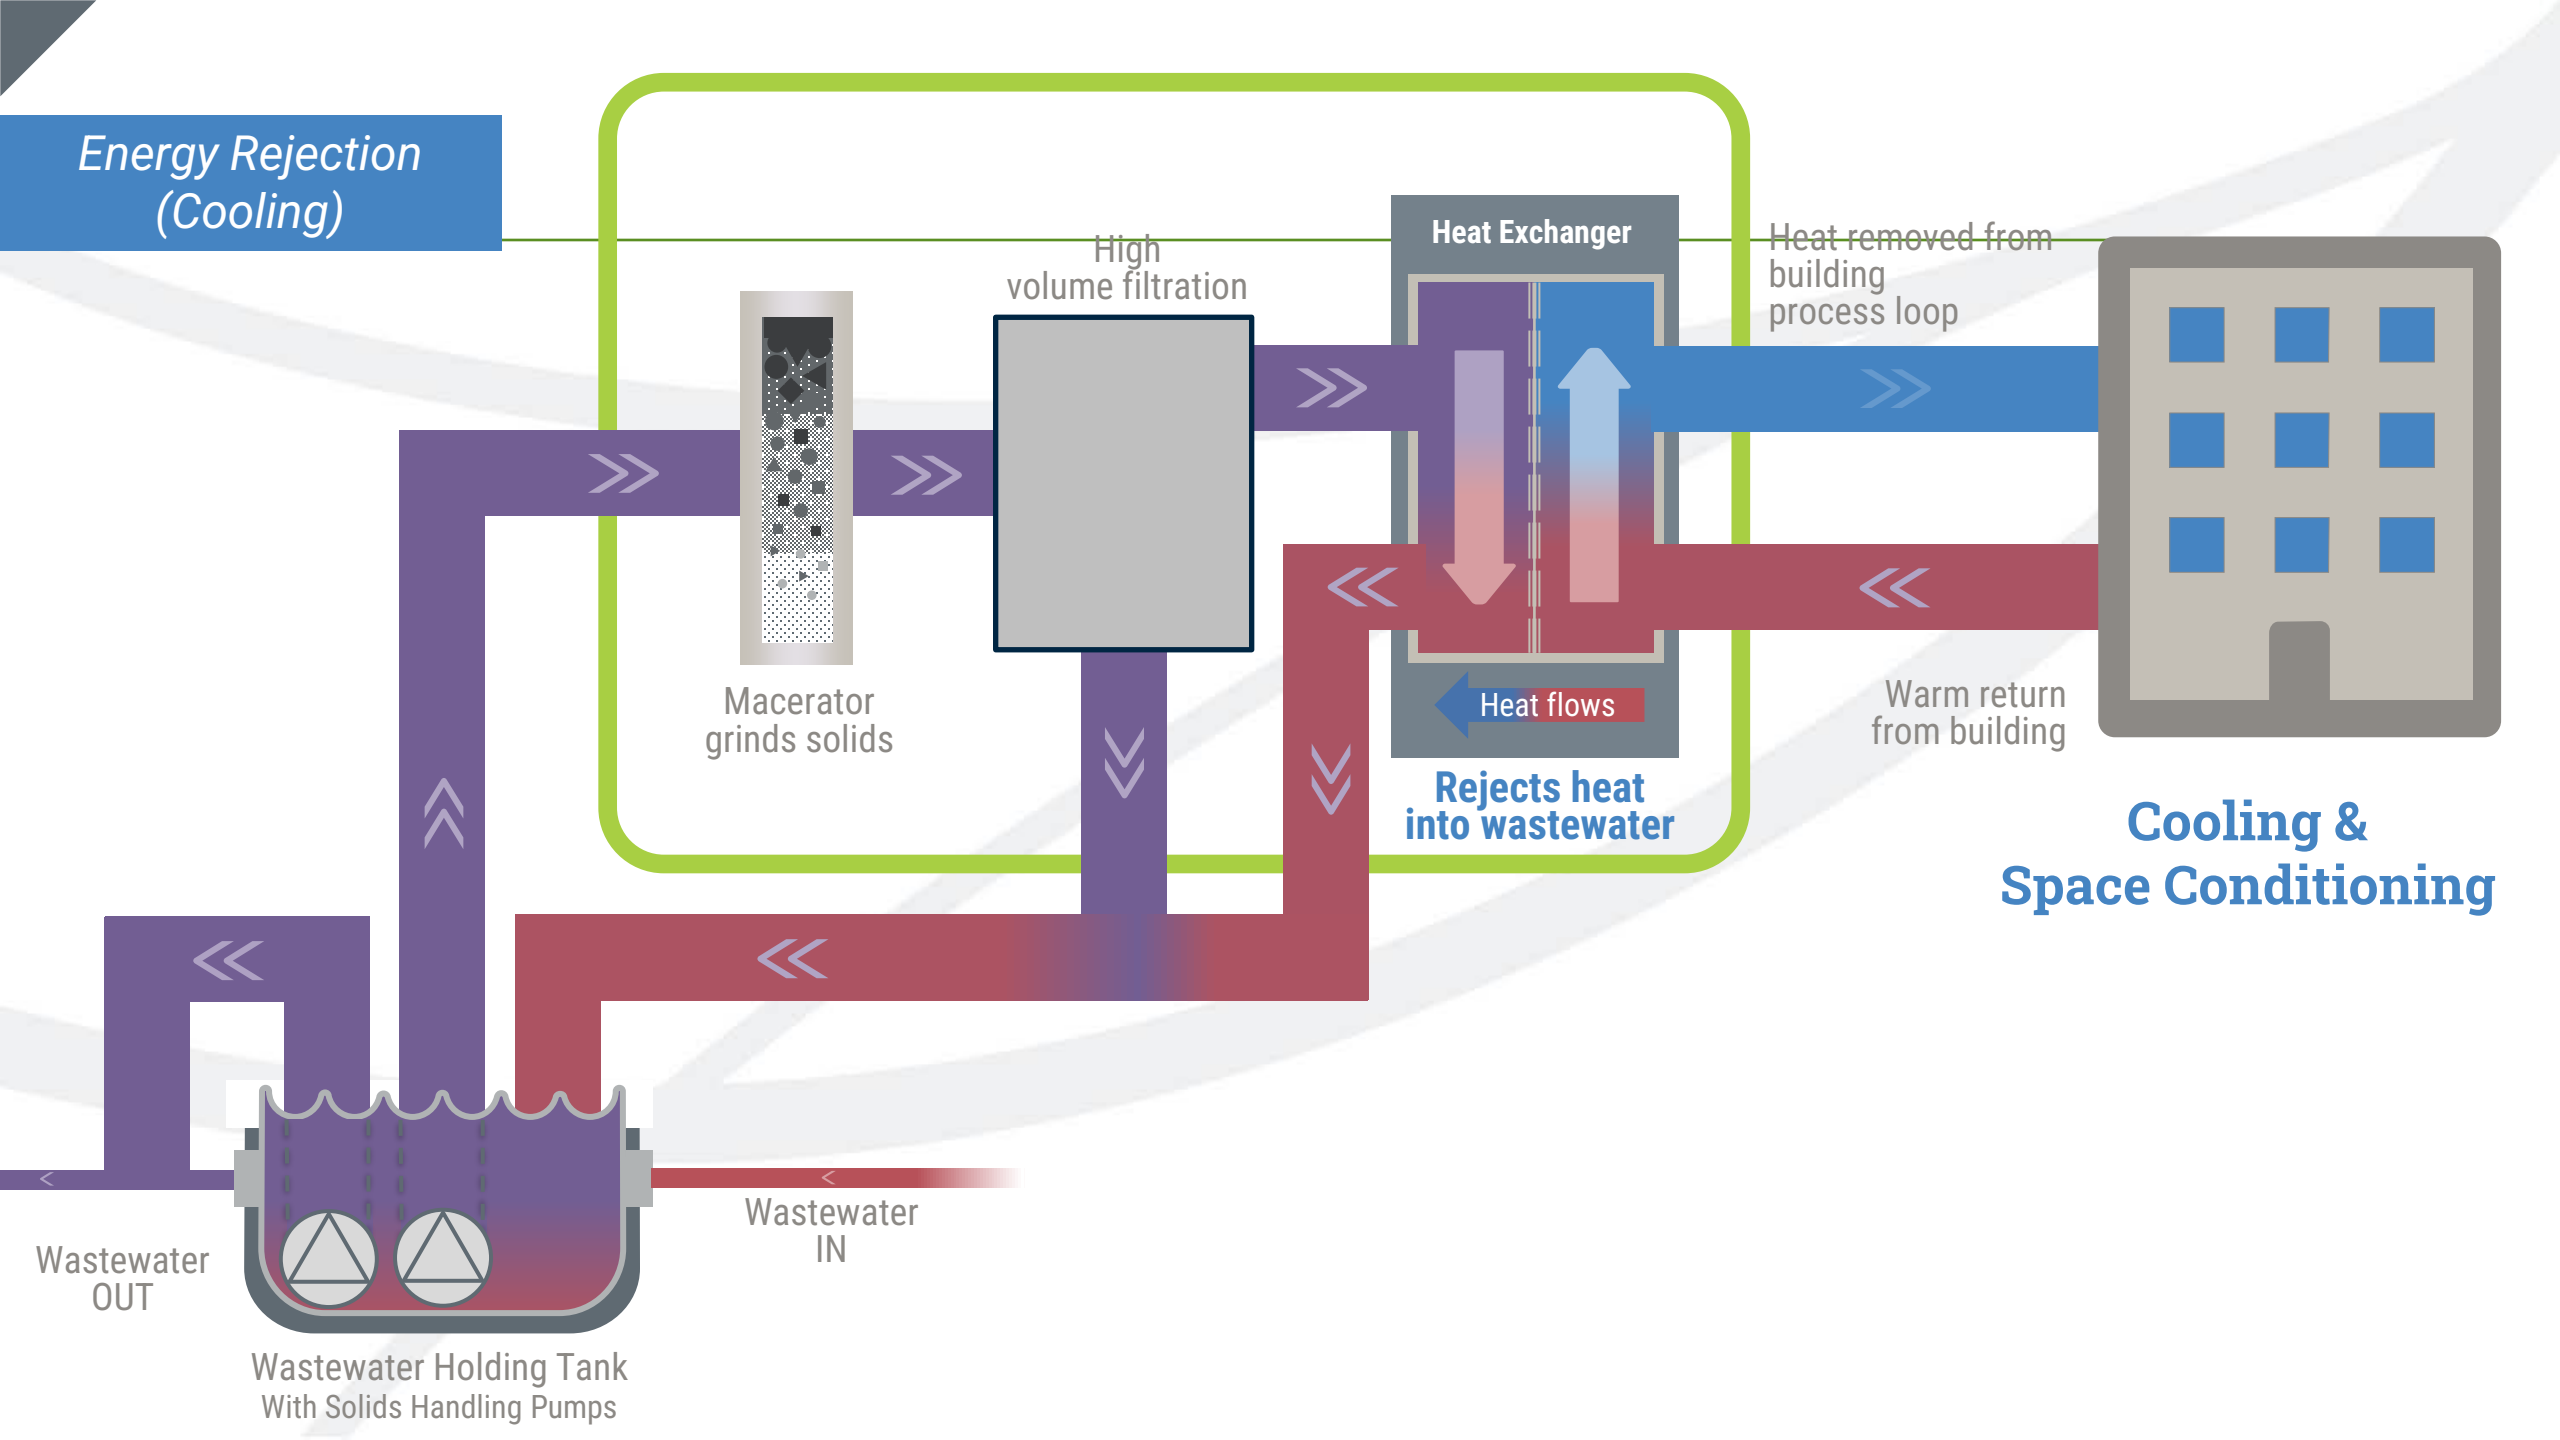 Energy Rejection
(Cooling)
High
volume filtration
Heat Exchanger
Heat removed from
building
process loop
Macerator
grinds solids
Heat flows
Rejects heat
into wastewater
Warm return
from building
Cooling &
Space Conditioning
Wastewater
IN
Wastewater
OUT
Wastewater Holding Tank
With Solids Handling Pumps